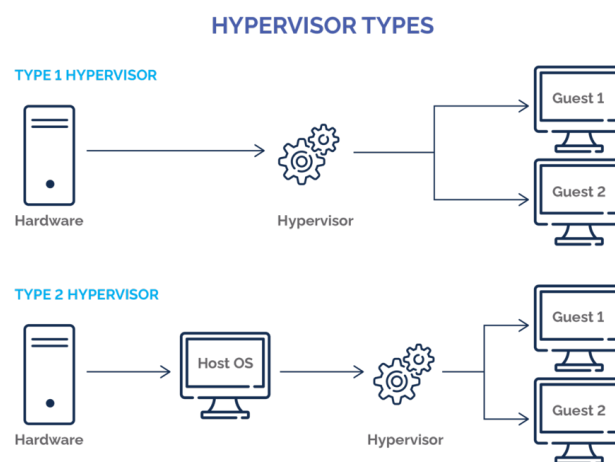 HYPERVISOR TYPES
TYPE 1 HYPERVISOR
Guest 1
Guest 2
Hardware
Hypervisor
TYPE 2 HYPERVISOR
Guest 1
Host OS
Guest 2
Hardware
Hypervisor